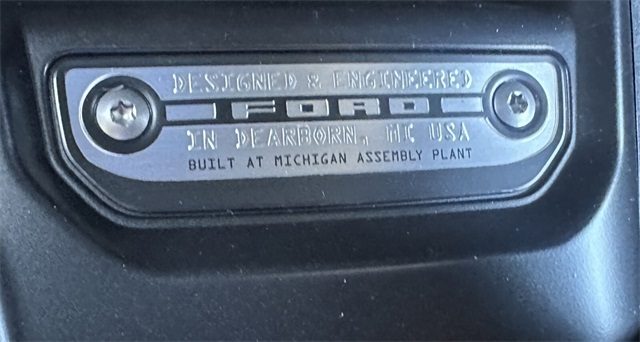 DESIGNED & ENGINEERED
FORD
IN DEARBORN, MI USA
BUILT AT MICHIGAN ASSEMBLY PLANT